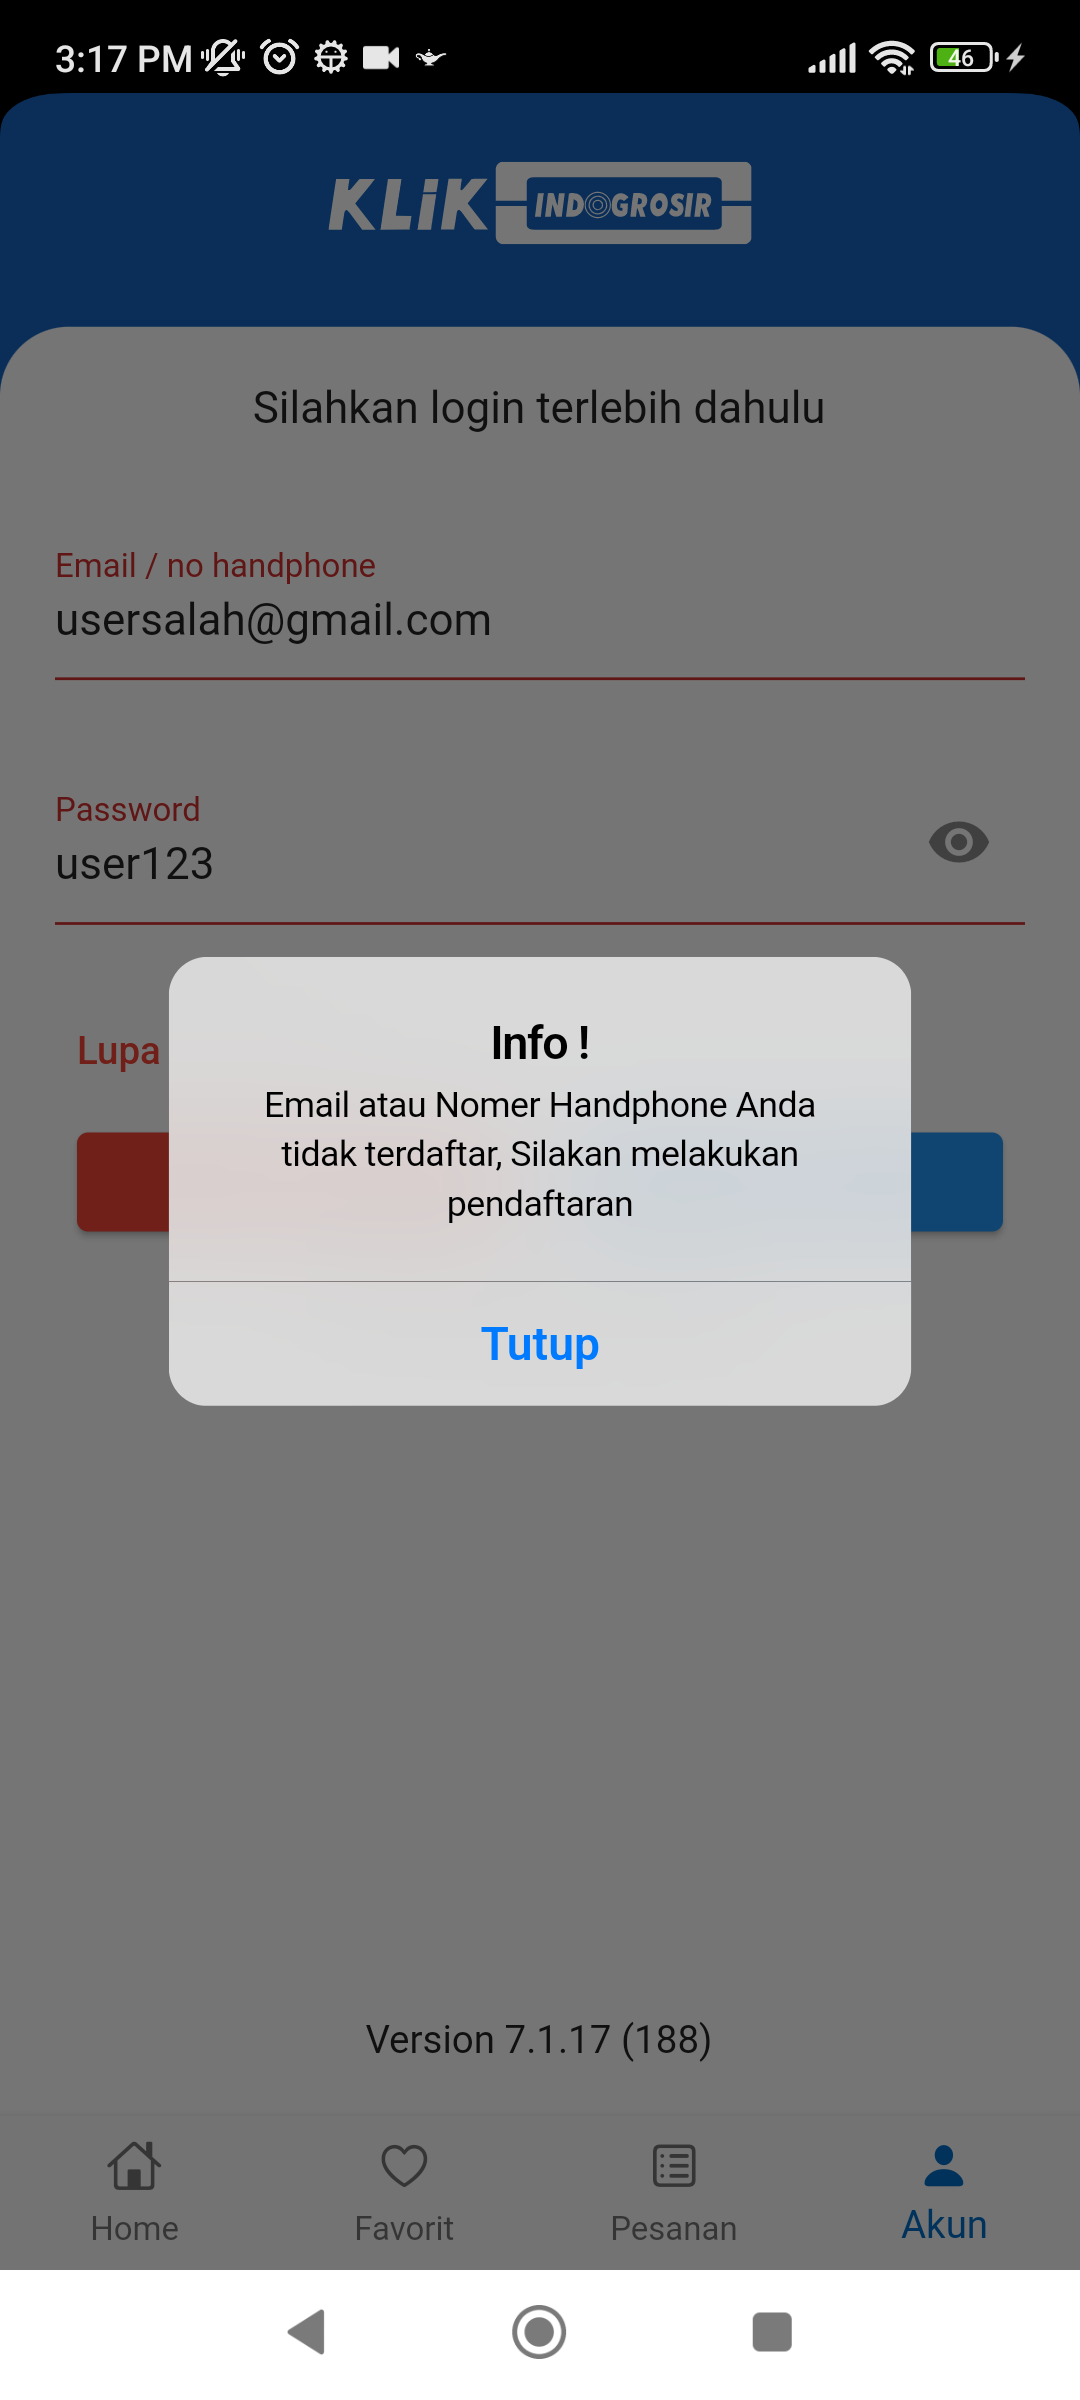 3:17 PM
46
KLiK INDOGROSIR
Silahkan login terlebih dahulu
Email / no handphone
usersalah@gmail.com
Password
user123
Lupa
Info !
Email atau Nomer Handphone Anda
tidak terdaftar, Silakan melakukan
pendaftaran
Tutup
Version 7.1.17 (188)
Home
Favorit
Pesanan
Akun